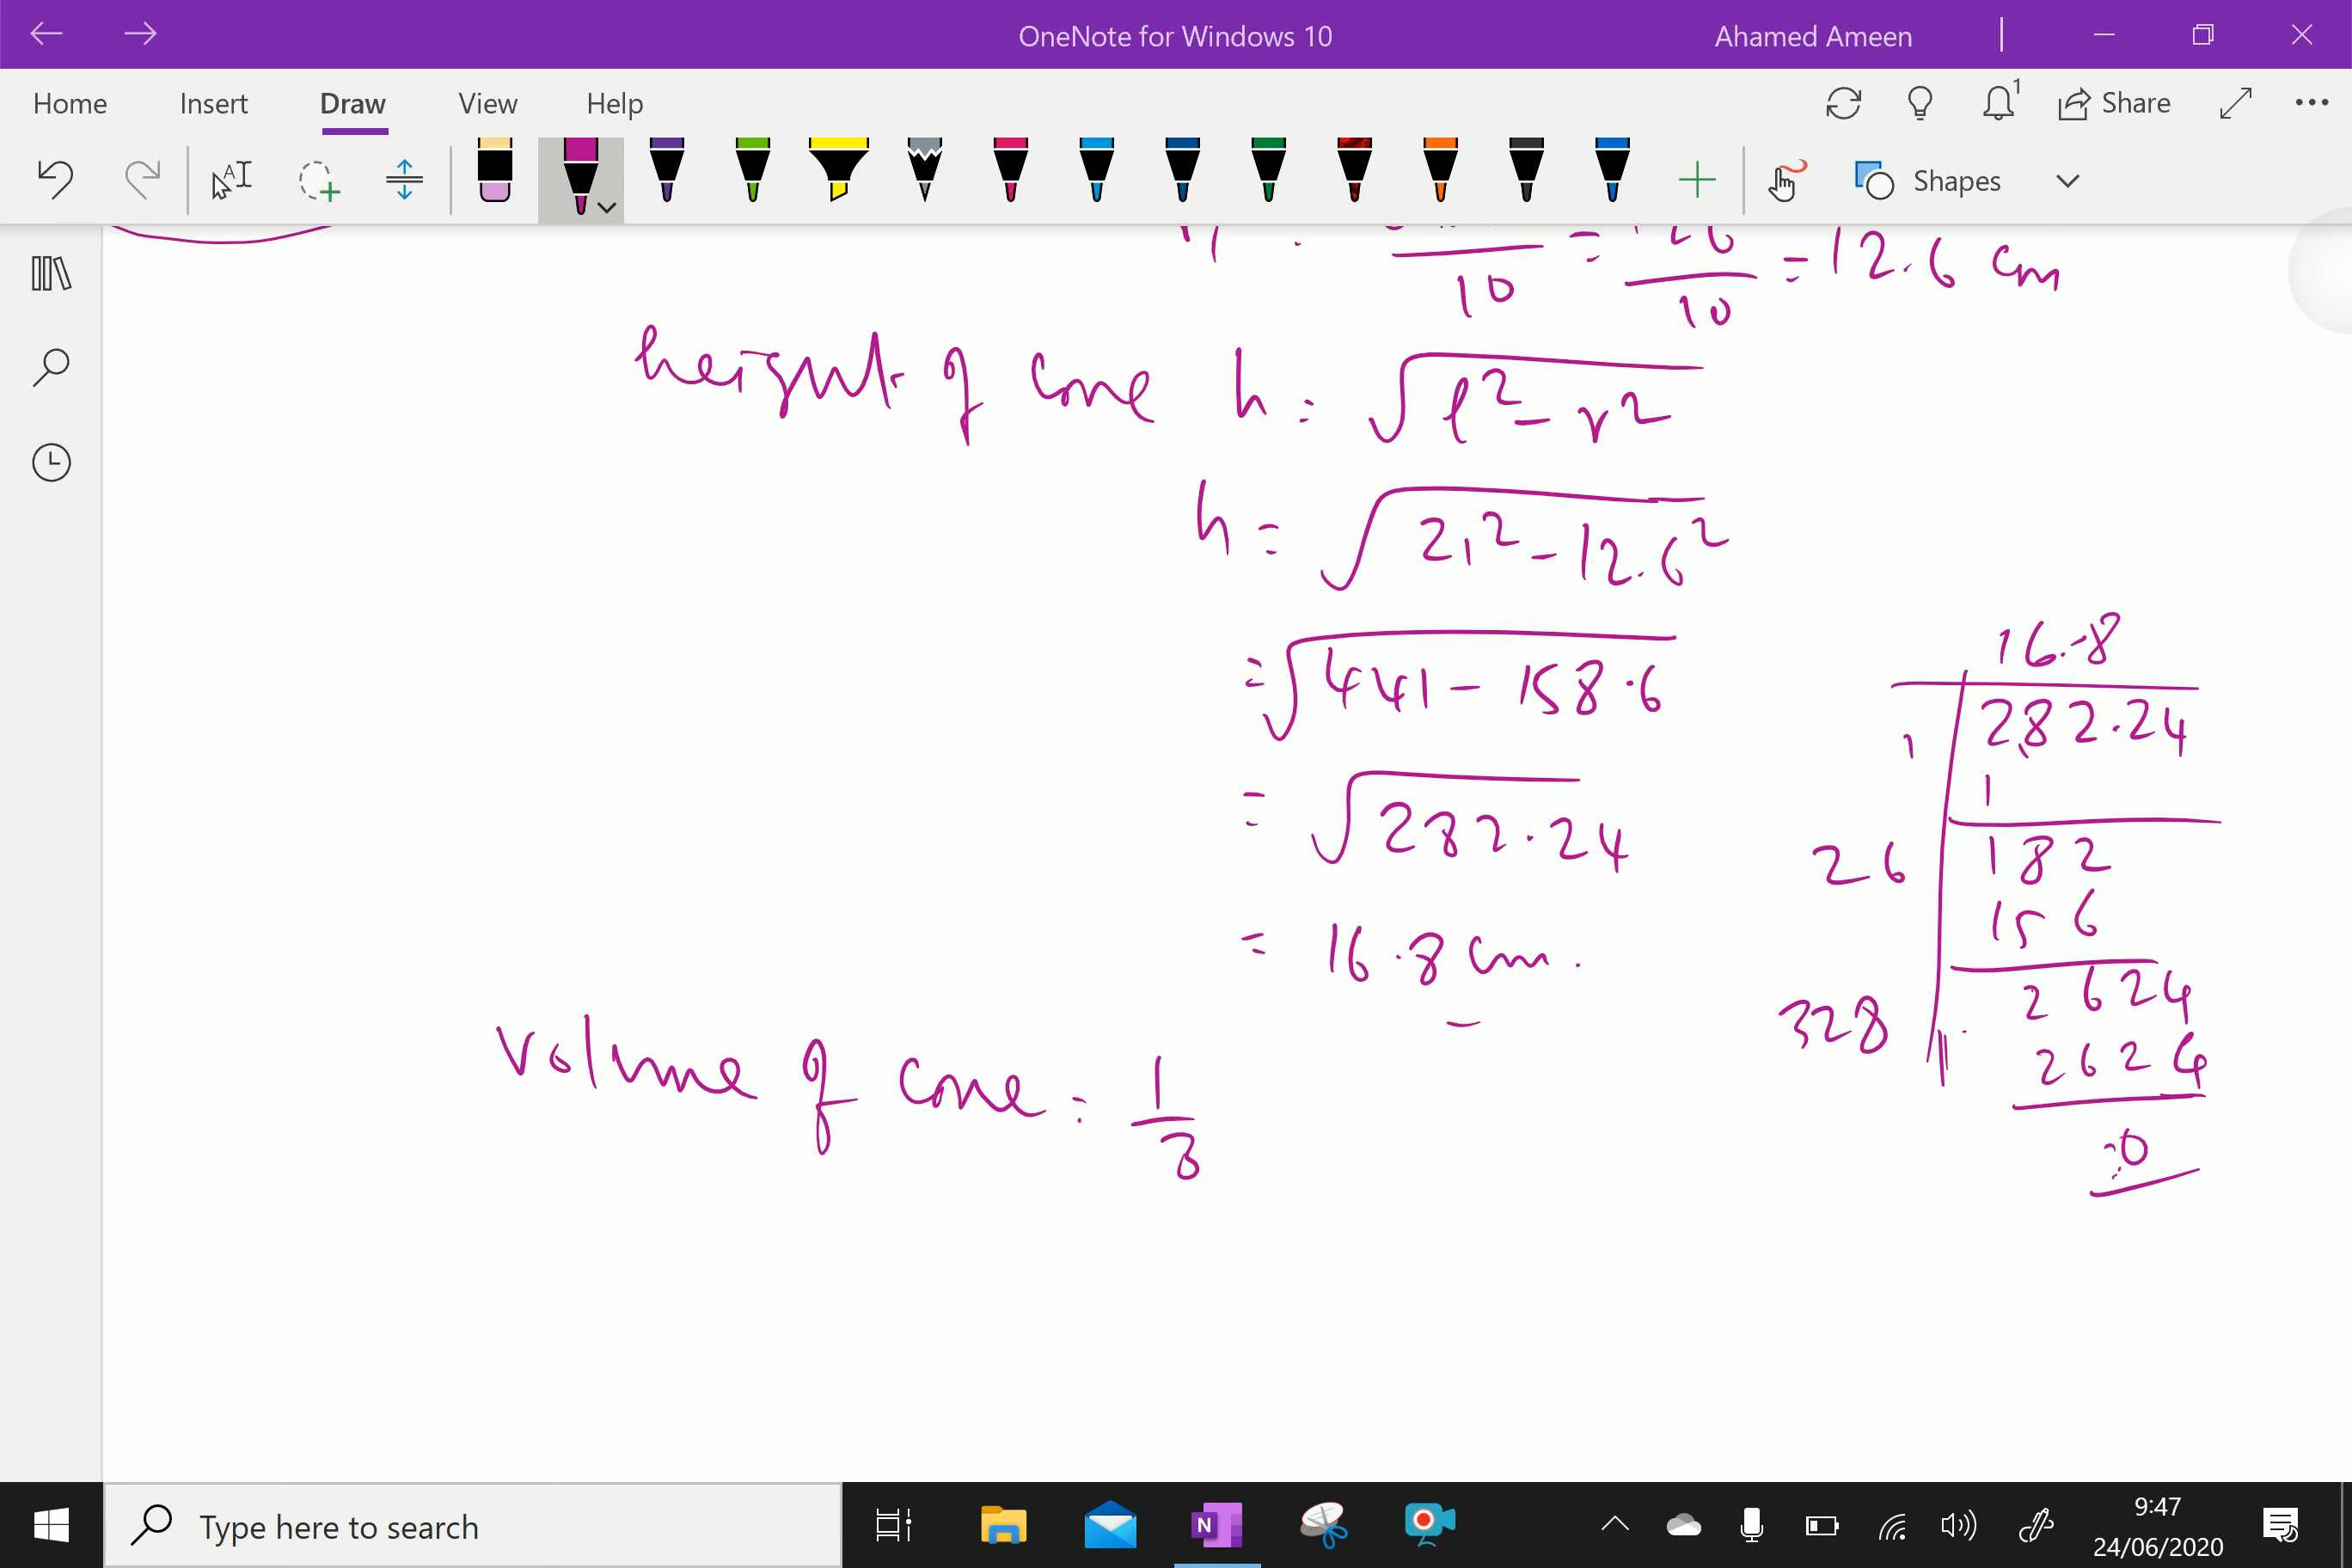 OneNote for Windows 10
Ahamed Ameen
Home Insert Draw View Help
1 Share
Shapes
10 = 10 = 12.6 cm
height of cone h = √ℓ² - r²
h = √21² - 12.6²
= √441 - 158.6
= √282.24
= 16.8 cm.
16.8
1 282.24
1
26 182
156
328 2624
2624
0
Volume of cone = 1/3
Type here to search
9:47
24/06/2020